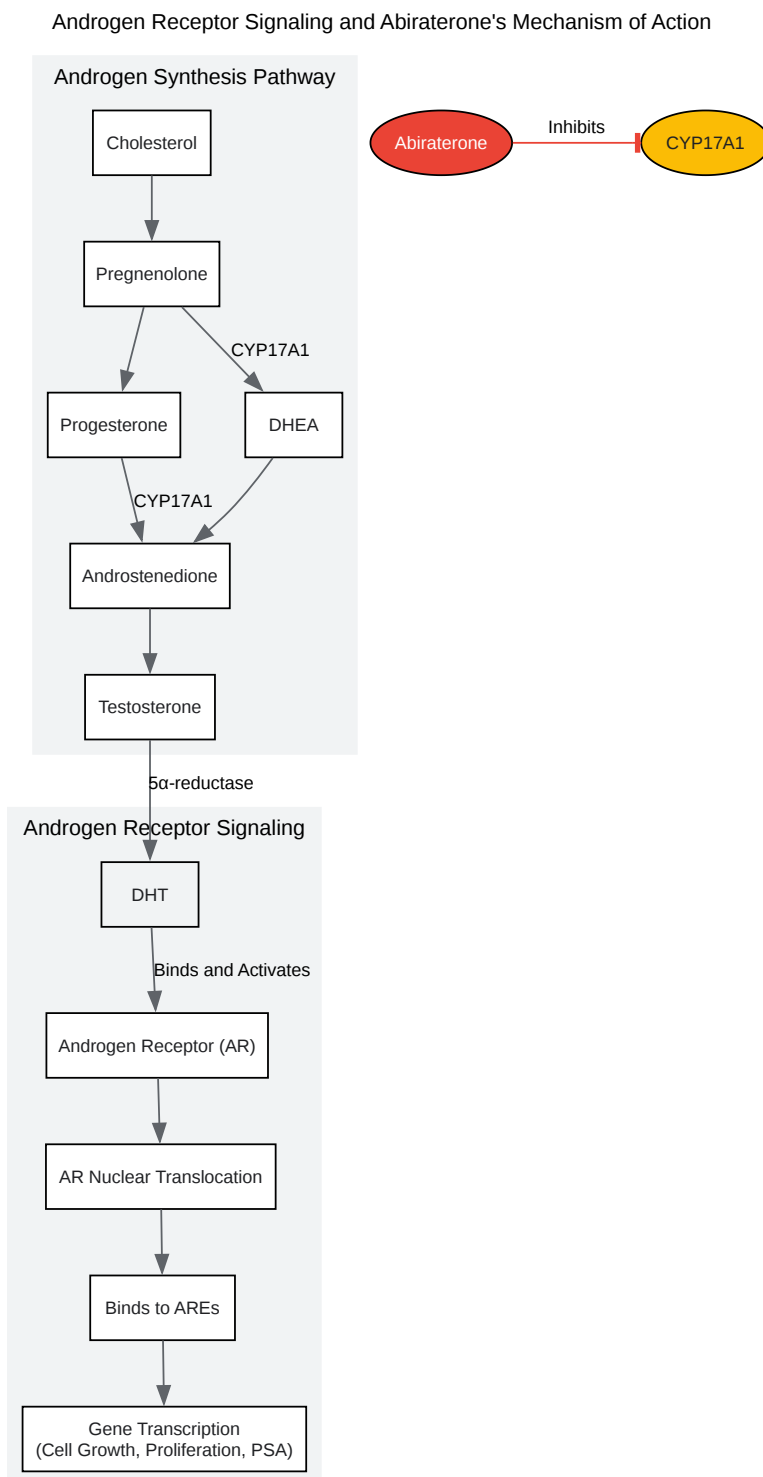 Androgen Receptor Signaling and Abiraterone's Mechanism of Action
Androgen Synthesis Pathway
Cholesterol
Abiraterone
Inhibits
CYP17A1
Pregnenolone
CYP17A1
Progesterone
DHEA
CYP17A1
Androstenedione
Testosterone
5α-reductase
Androgen Receptor Signaling
DHT
Binds and Activates
Androgen Receptor (AR)
AR Nuclear Translocation
Binds to AREs
Gene Transcription
(Cell Growth, Proliferation, PSA)